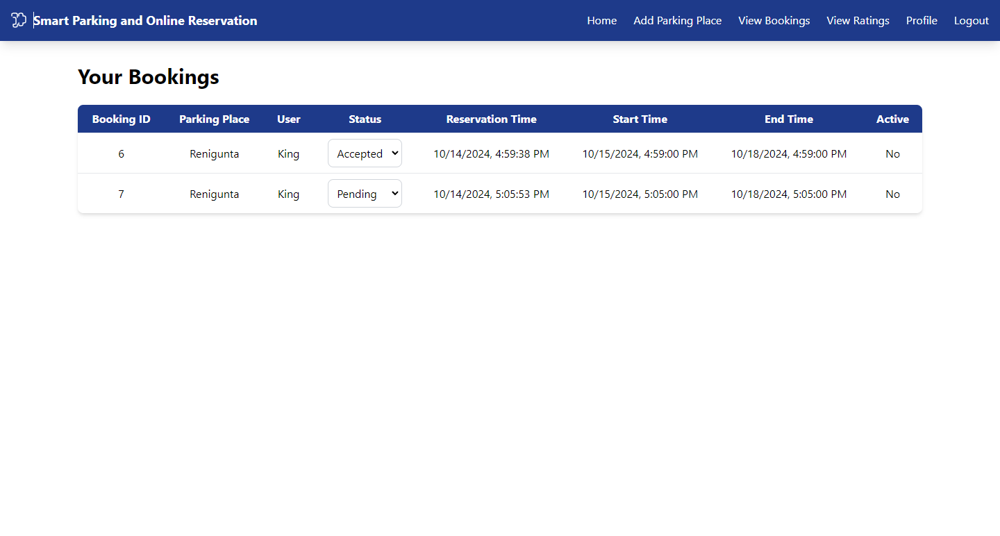 Smart Parking and Online Reservation Home Add Parking Place View Bookings View Ratings Profile Logout
Your Bookings
Booking ID Parking Place User Status Reservation Time Start Time End Time Active
6 Renigunta King Accepted 10/14/2024, 4:59:38 PM 10/15/2024, 4:59:00 PM 10/18/2024, 4:59:00 PM No
7 Renigunta King Pending 10/14/2024, 5:05:53 PM 10/15/2024, 5:05:00 PM 10/18/2024, 5:05:00 PM No